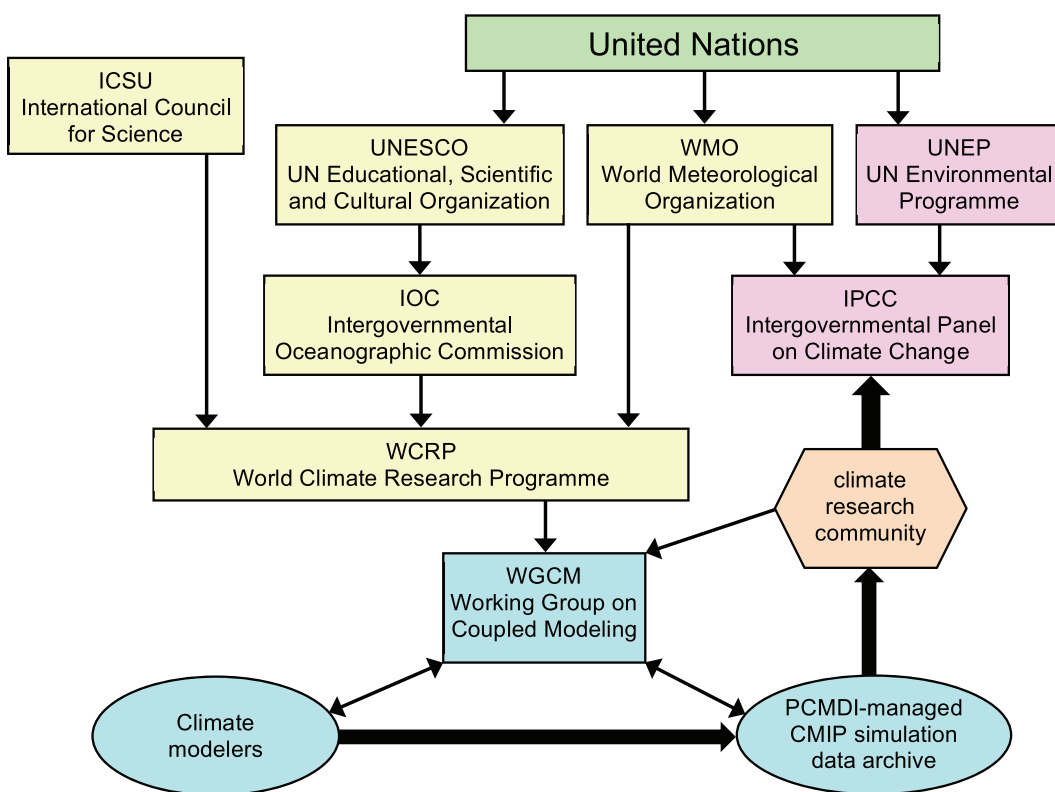 United Nations
ICSU
International Council
for Science
UNESCO
UN Educational, Scientific
and Cultural Organization
WMO
World Meteorological
Organization
UNEP
UN Environmental
Programme
IOC
Intergovernmental
Oceanographic Commission
IPCC
Intergovernmental Panel
on Climate Change
WCRP
World Climate Research Programme
climate
research
community
WGCM
Working Group on
Coupled Modeling
Climate
modelers
PCMDI-managed
CMIP simulation
data archive